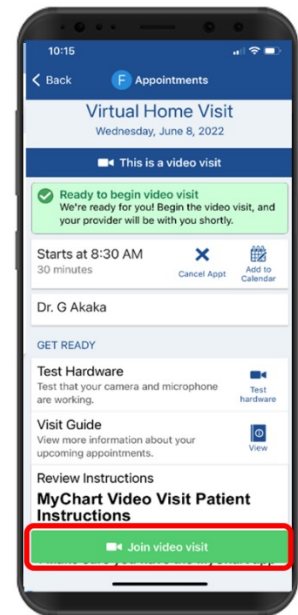 10:15
Back
F Appointments
Virtual Home Visit
Wednesday, June 8, 2022
This is a video visit
Ready to begin video visit
We're ready for you! Begin the video visit, and
your provider will be with you shortly.
Starts at 8:30 AM
30 minutes
Cancel Appt
Add to
Calendar
Dr. G Akaka
GET READY
Test Hardware
Test that your camera and microphone
are working.
Test
hardware
Visit Guide
View more information about your
upcoming appointments.
View
Review Instructions
MyChart Video Visit Patient
Instructions
Join video visit